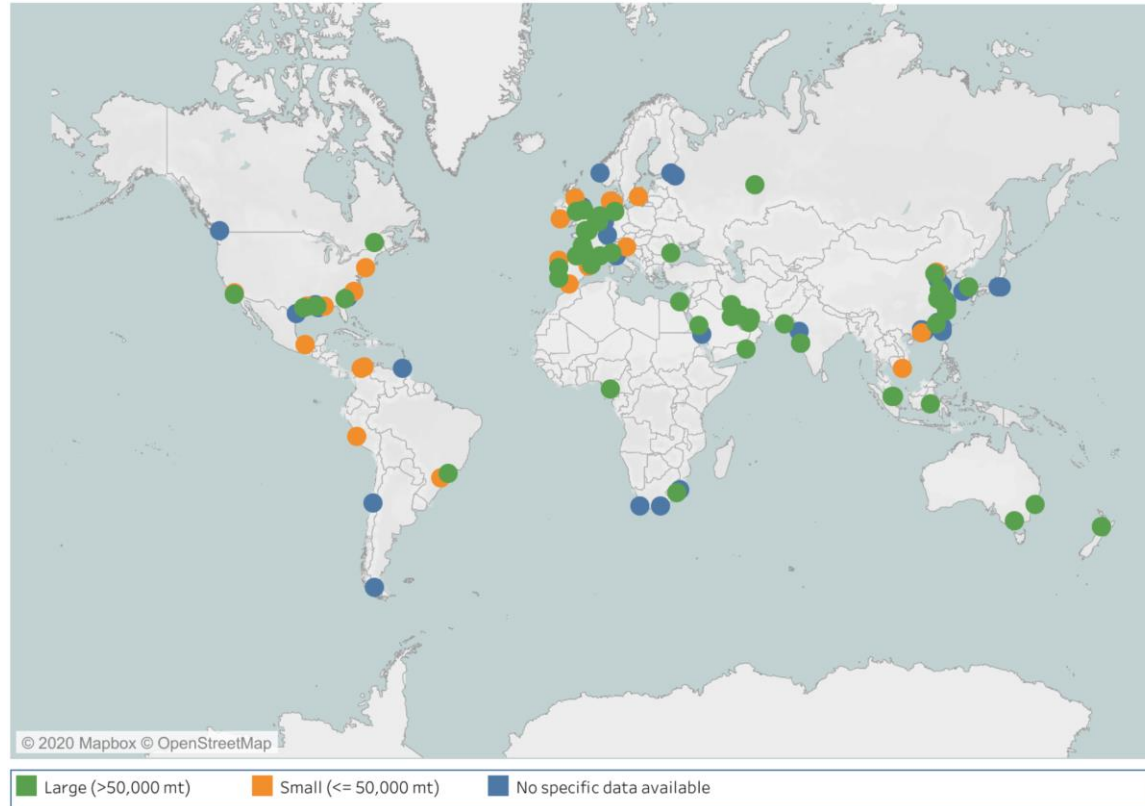 © 2020 Mapbox © OpenStreetMap
Large (>50,000 mt)
Small (<= 50,000 mt)
No specific data available